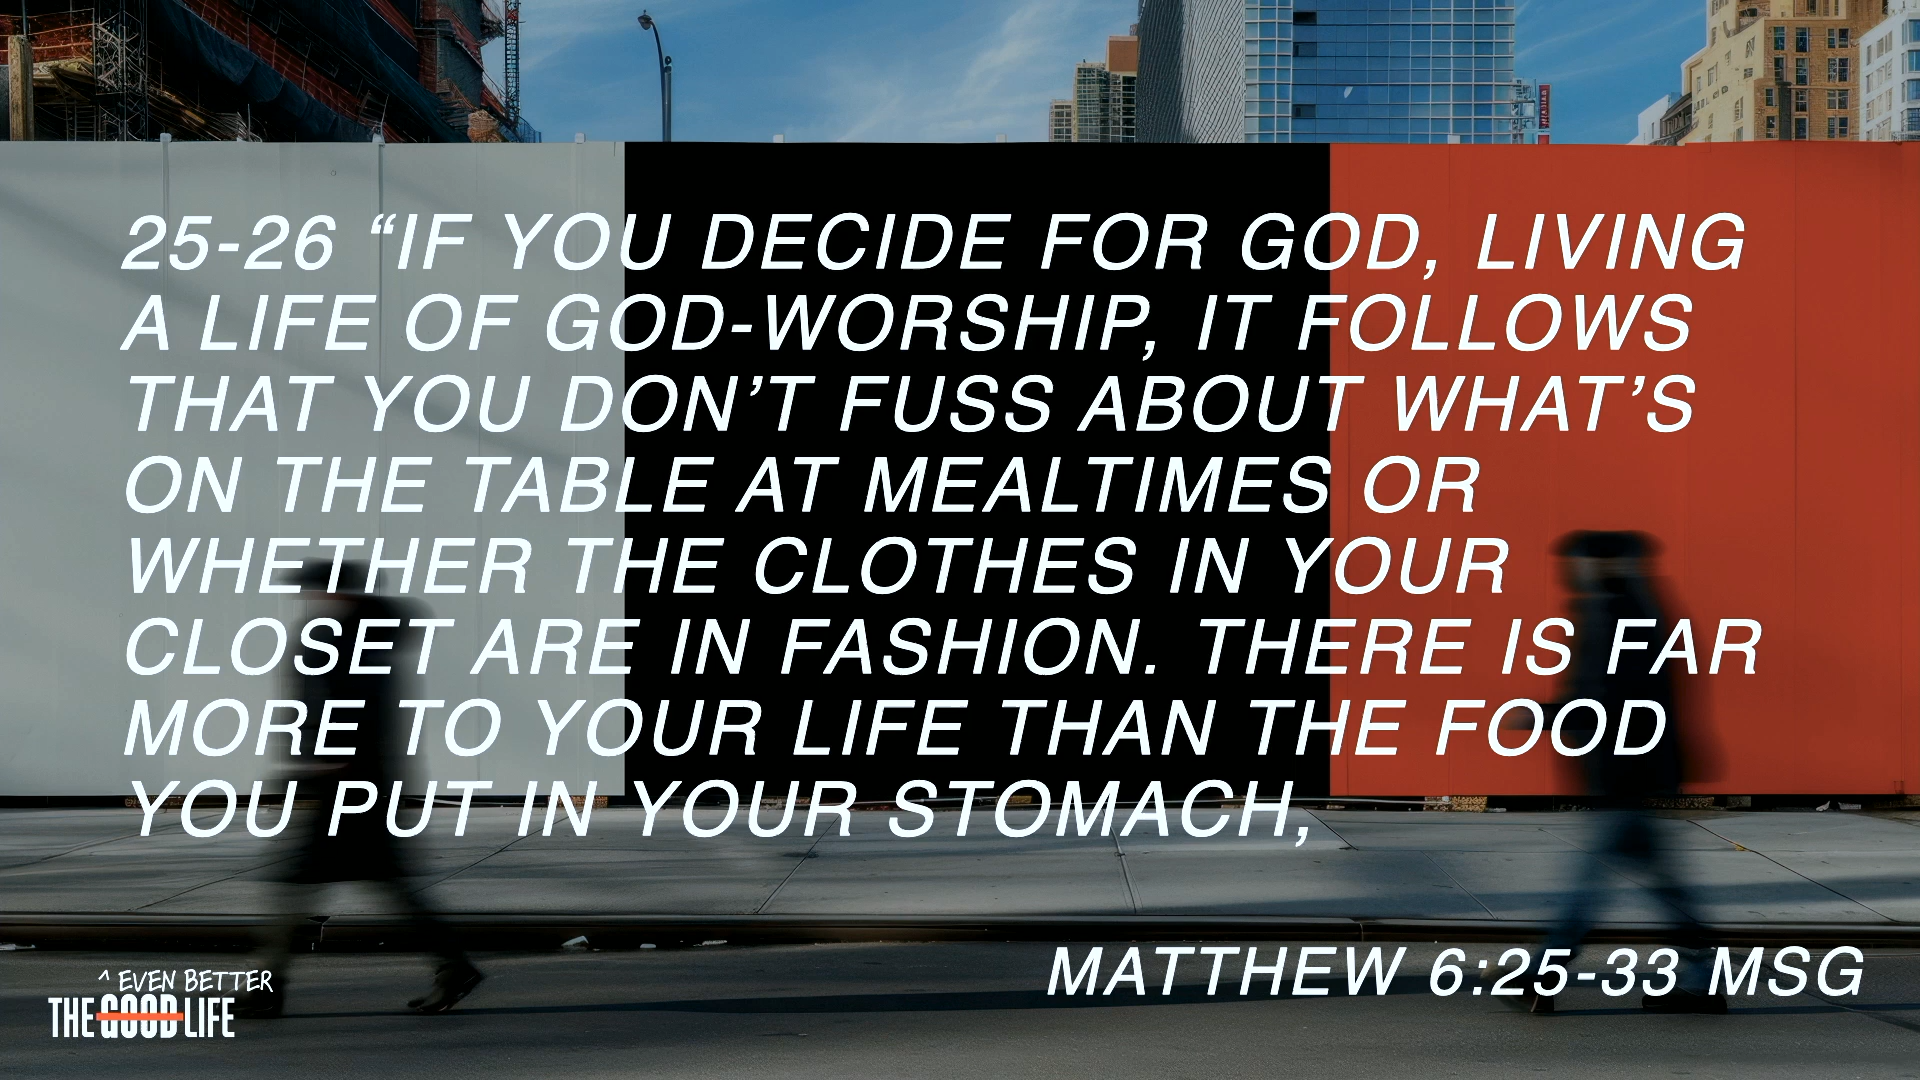 25-26 “IF YOU DECIDE FOR GOD, LIVING
A LIFE OF GOD-WORSHIP, IT FOLLOWS
THAT YOU DON’T FUSS ABOUT WHAT’S
ON THE TABLE AT MEALTIMES OR
WHETHER THE CLOTHES IN YOUR
CLOSET ARE IN FASHION. THERE IS FAR
MORE TO YOUR LIFE THAN THE FOOD
YOU PUT IN YOUR STOMACH,
MATTHEW 6:25-33 MSG
^ EVEN BETTER
THE GOOD LIFE